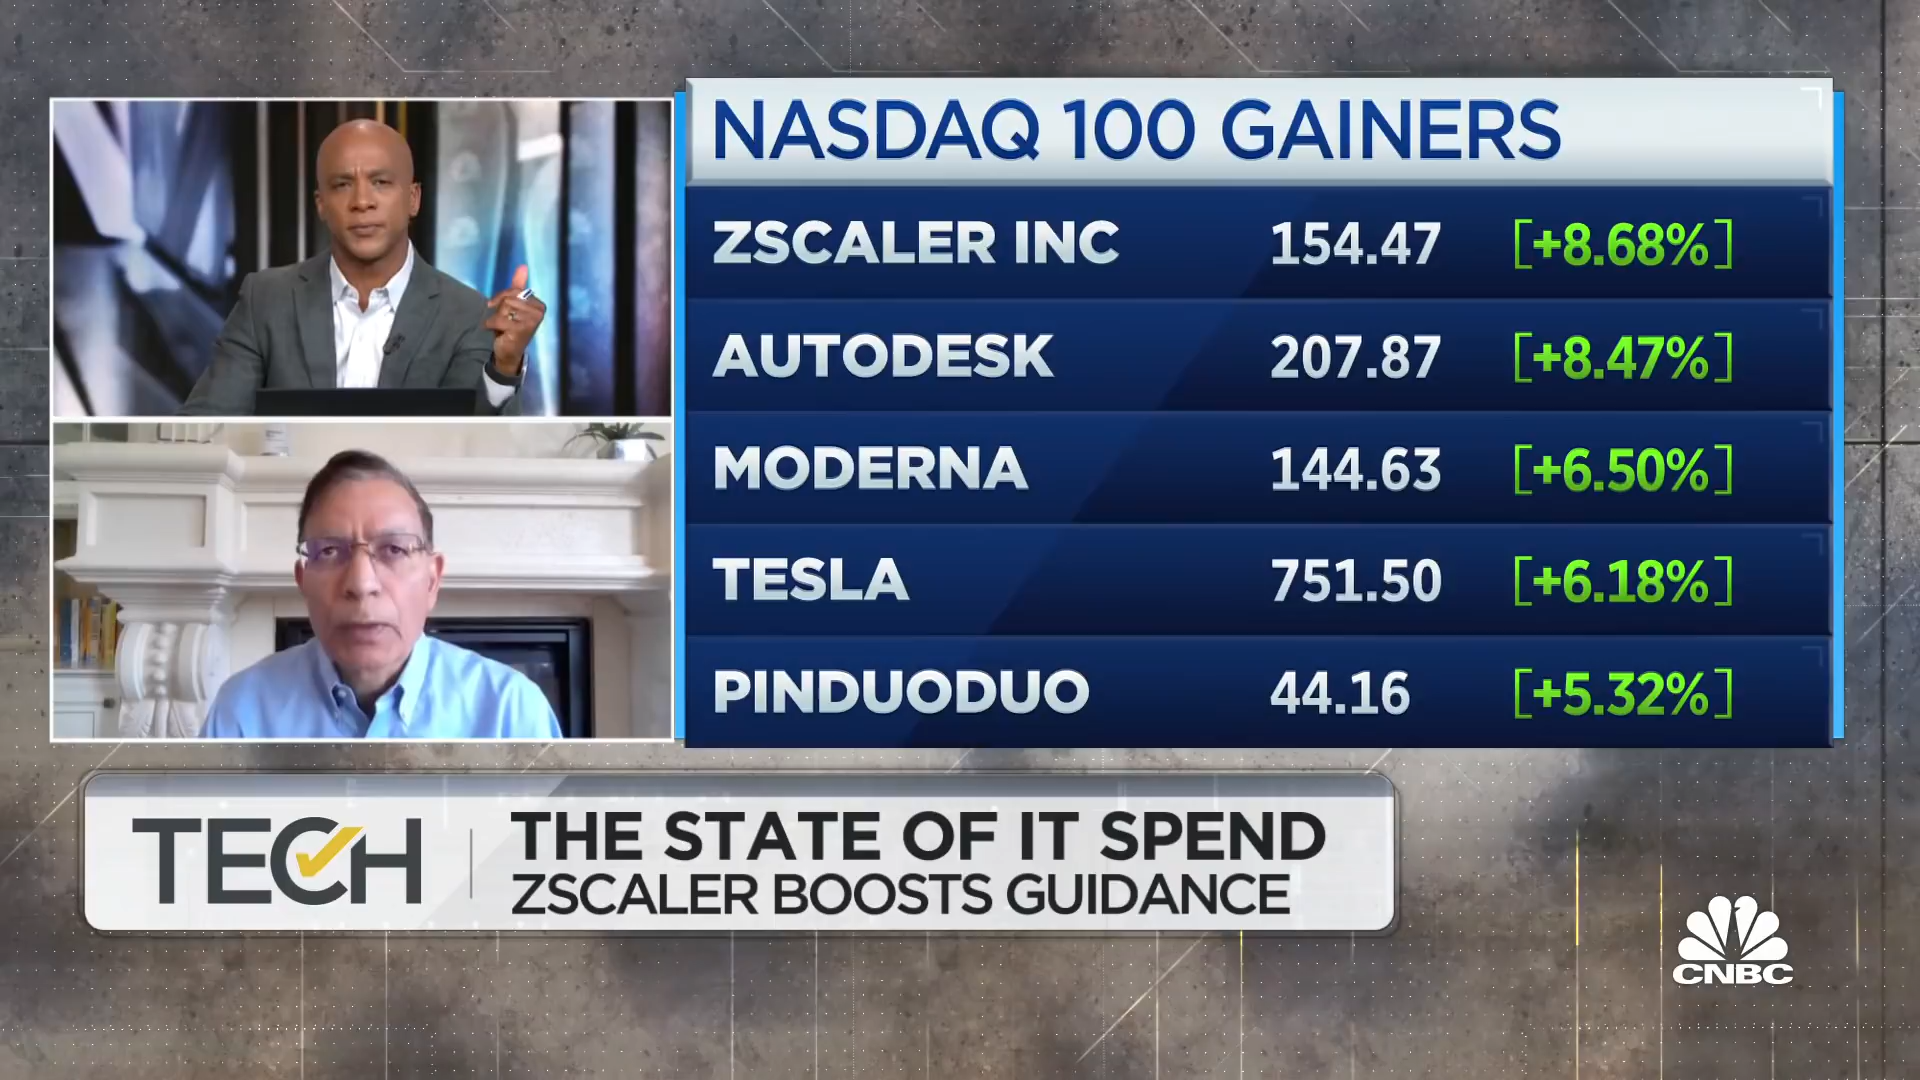 NASDAQ 100 GAINERS
ZSCALER INC 154.47 [+8.68%]
AUTODESK 207.87 [+8.47%]
MODERNA 144.63 [+6.50%]
TESLA 751.50 [+6.18%]
PINDUODUO 44.16 [+5.32%]
TECH
THE STATE OF IT SPEND
ZSCALER BOOSTS GUIDANCE
CNBC